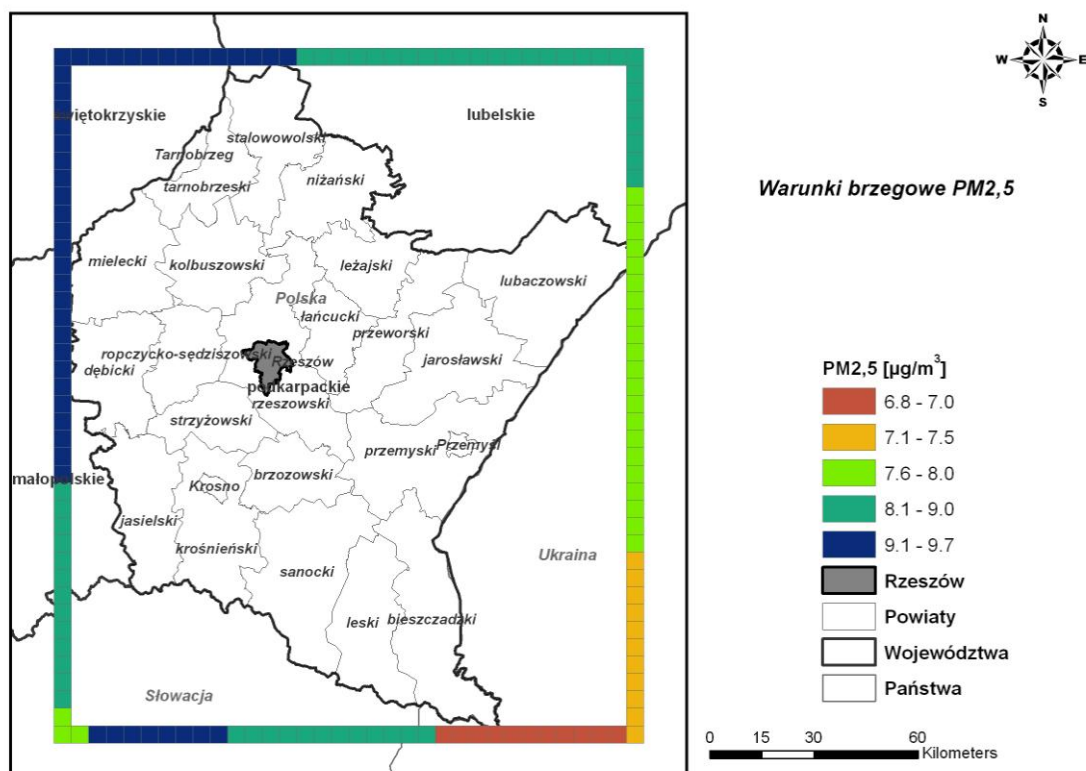 N
W E
S
Warunki brzegowe PM2,5
świętokrzyskie
lubelskie
stalowowolski
Tarnobrzeg
tarnobrzeski
niżański
mielecki
kolbuszowski
leżajski
lubaczowski
Polska
łańcucki
przeworski
ropczycko-sędziszowski
Rzeszów
jarosławski
dębicki
podkarpackie
rzeszowski
strzyżowski
przemyski
Przemyśl
małopolskie
Krosno
brzozowski
jasielski
krośnieński
sanocki
Ukraina
leski
bieszczadzki
Słowacja
PM2,5 [µg/m³]
6.8 - 7.0
7.1 - 7.5
7.6 - 8.0
8.1 - 9.0
9.1 - 9.7
Rzeszów
Powiaty
Województwa
Państwa
0 15 30 60
Kilometers